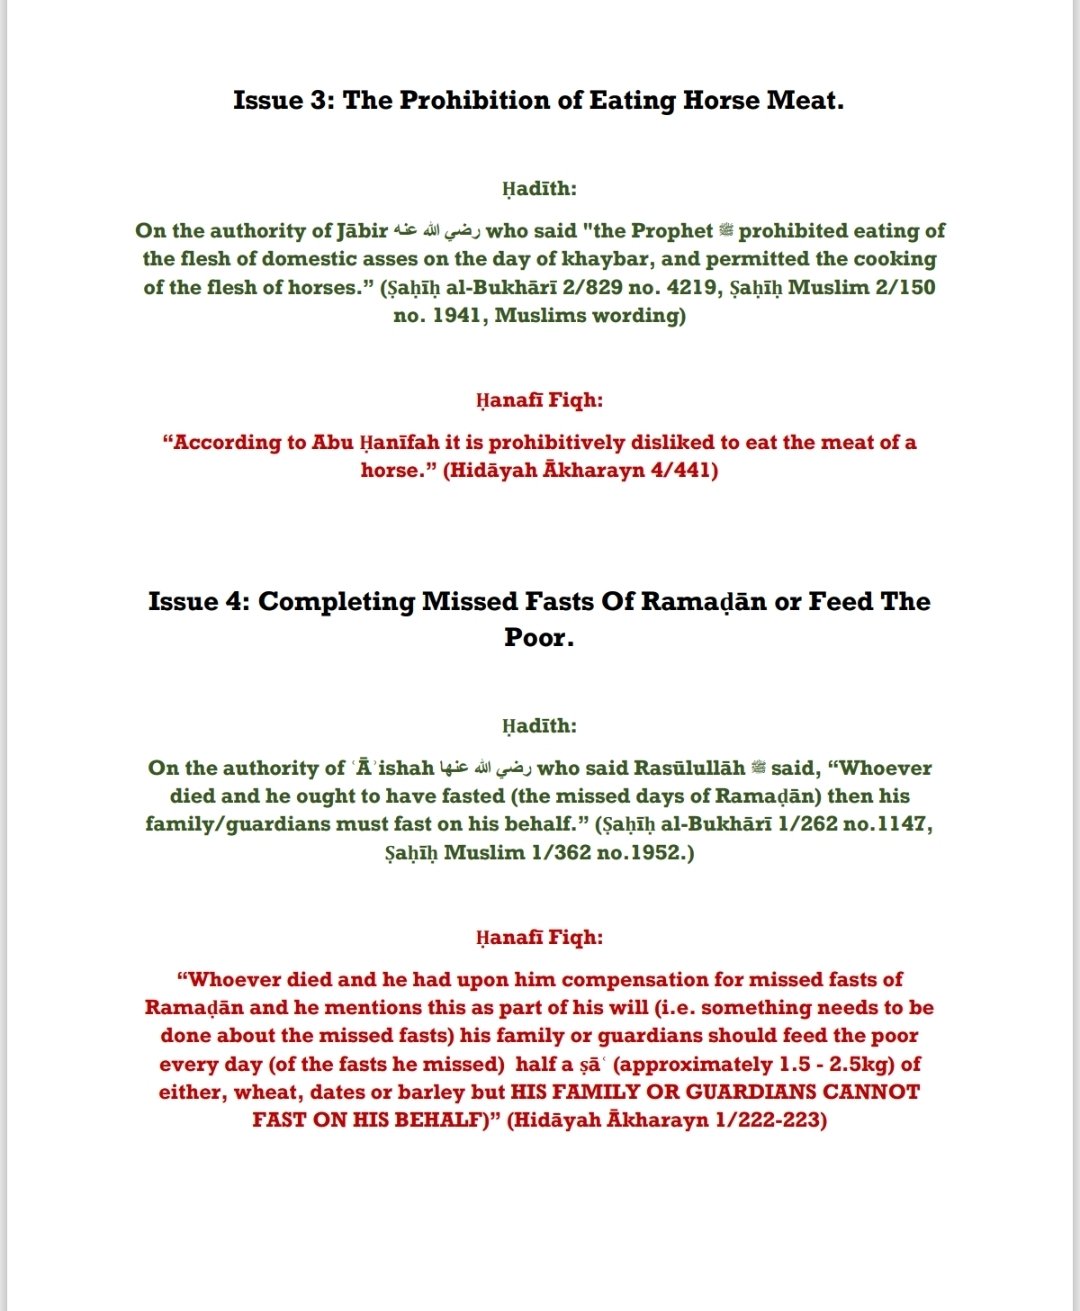 Issue 3: The Prohibition of Eating Horse Meat.
Ḥadīth:
On the authority of Jābir رضي الله عنه who said "the Prophet ﷺ prohibited eating of
the flesh of domestic asses on the day of khaybar, and permitted the cooking
of the flesh of horses.” (Ṣaḥīḥ al-Bukhārī 2/829 no. 4219, Ṣaḥīḥ Muslim 2/150
no. 1941, Muslims wording)
Ḥanafī Fiqh:
“According to Abu Ḥanīfah it is prohibitively disliked to eat the meat of a
horse.” (Hidāyah Ākharayn 4/441)
Issue 4: Completing Missed Fasts Of Ramaḍān or Feed The
Poor.
Ḥadīth:
On the authority of ʿĀʾishah رضي الله عنها who said Rasūlullāh ﷺ said, “Whoever
died and he ought to have fasted (the missed days of Ramaḍān) then his
family/guardians must fast on his behalf.” (Ṣaḥīḥ al-Bukhārī 1/262 no.1147,
Ṣaḥīḥ Muslim 1/362 no.1952.)
Ḥanafī Fiqh:
“Whoever died and he had upon him compensation for missed fasts of
Ramaḍān and he mentions this as part of his will (i.e. something needs to be
done about the missed fasts) his family or guardians should feed the poor
every day (of the fasts he missed) half a ṣāʿ (approximately 1.5 - 2.5kg) of
either, wheat, dates or barley but HIS FAMILY OR GUARDIANS CANNOT
FAST ON HIS BEHALF)” (Hidāyah Ākharayn 1/222-223)